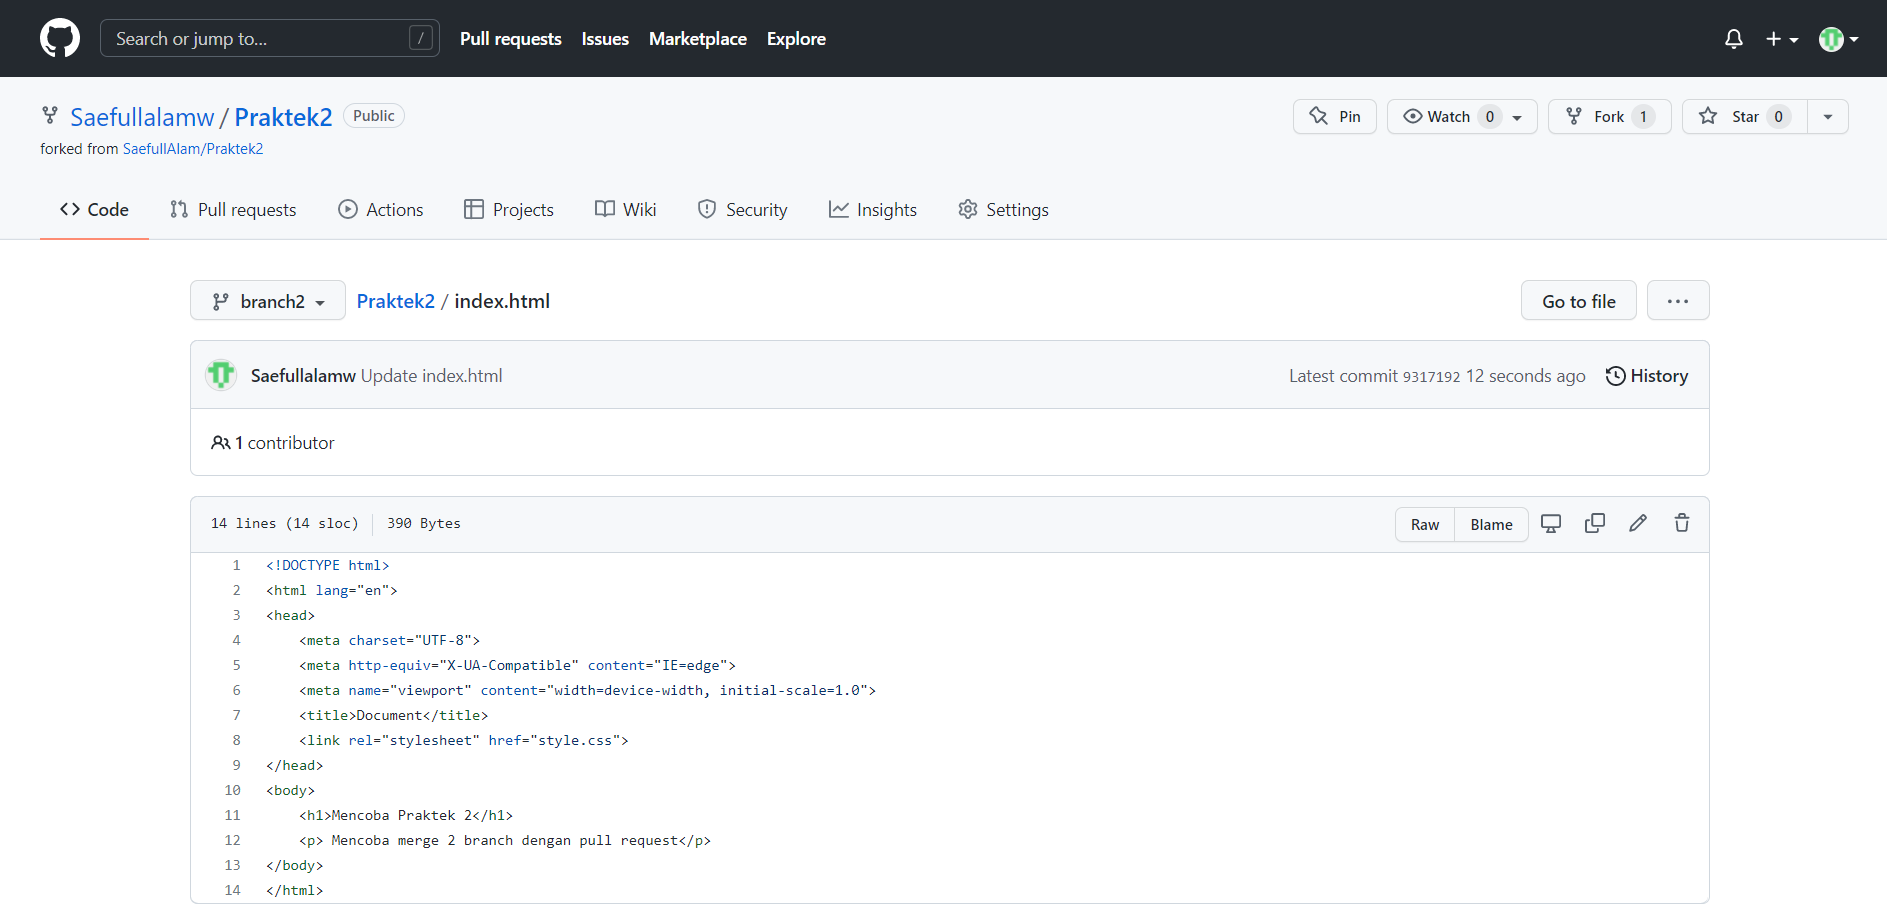 Search or jump to... /
Pull requests Issues Marketplace Explore
Saefullalamw / Praktek2 Public
forked from SaefullAlam/Praktek2
Pin
Watch 0
Fork 1
Star 0
Code Pull requests Actions Projects Wiki Security Insights Settings
branch2 Praktek2 / index.html
Go to file ...
Saefullalamw Update index.html
Latest commit 9317192 12 seconds ago History
1 contributor
14 lines (14 sloc) 390 Bytes
Raw Blame
1 <!DOCTYPE html>
2 <html lang="en">
3 <head>
4     <meta charset="UTF-8">
5     <meta http-equiv="X-UA-Compatible" content="IE=edge">
6     <meta name="viewport" content="width=device-width, initial-scale=1.0">
7     <title>Document</title>
8     <link rel="stylesheet" href="style.css">
9 </head>
10 <body>
11     <h1>Mencoba Praktek 2</h1>
12     <p> Mencoba merge 2 branch dengan pull request</p>
13 </body>
14 </html>